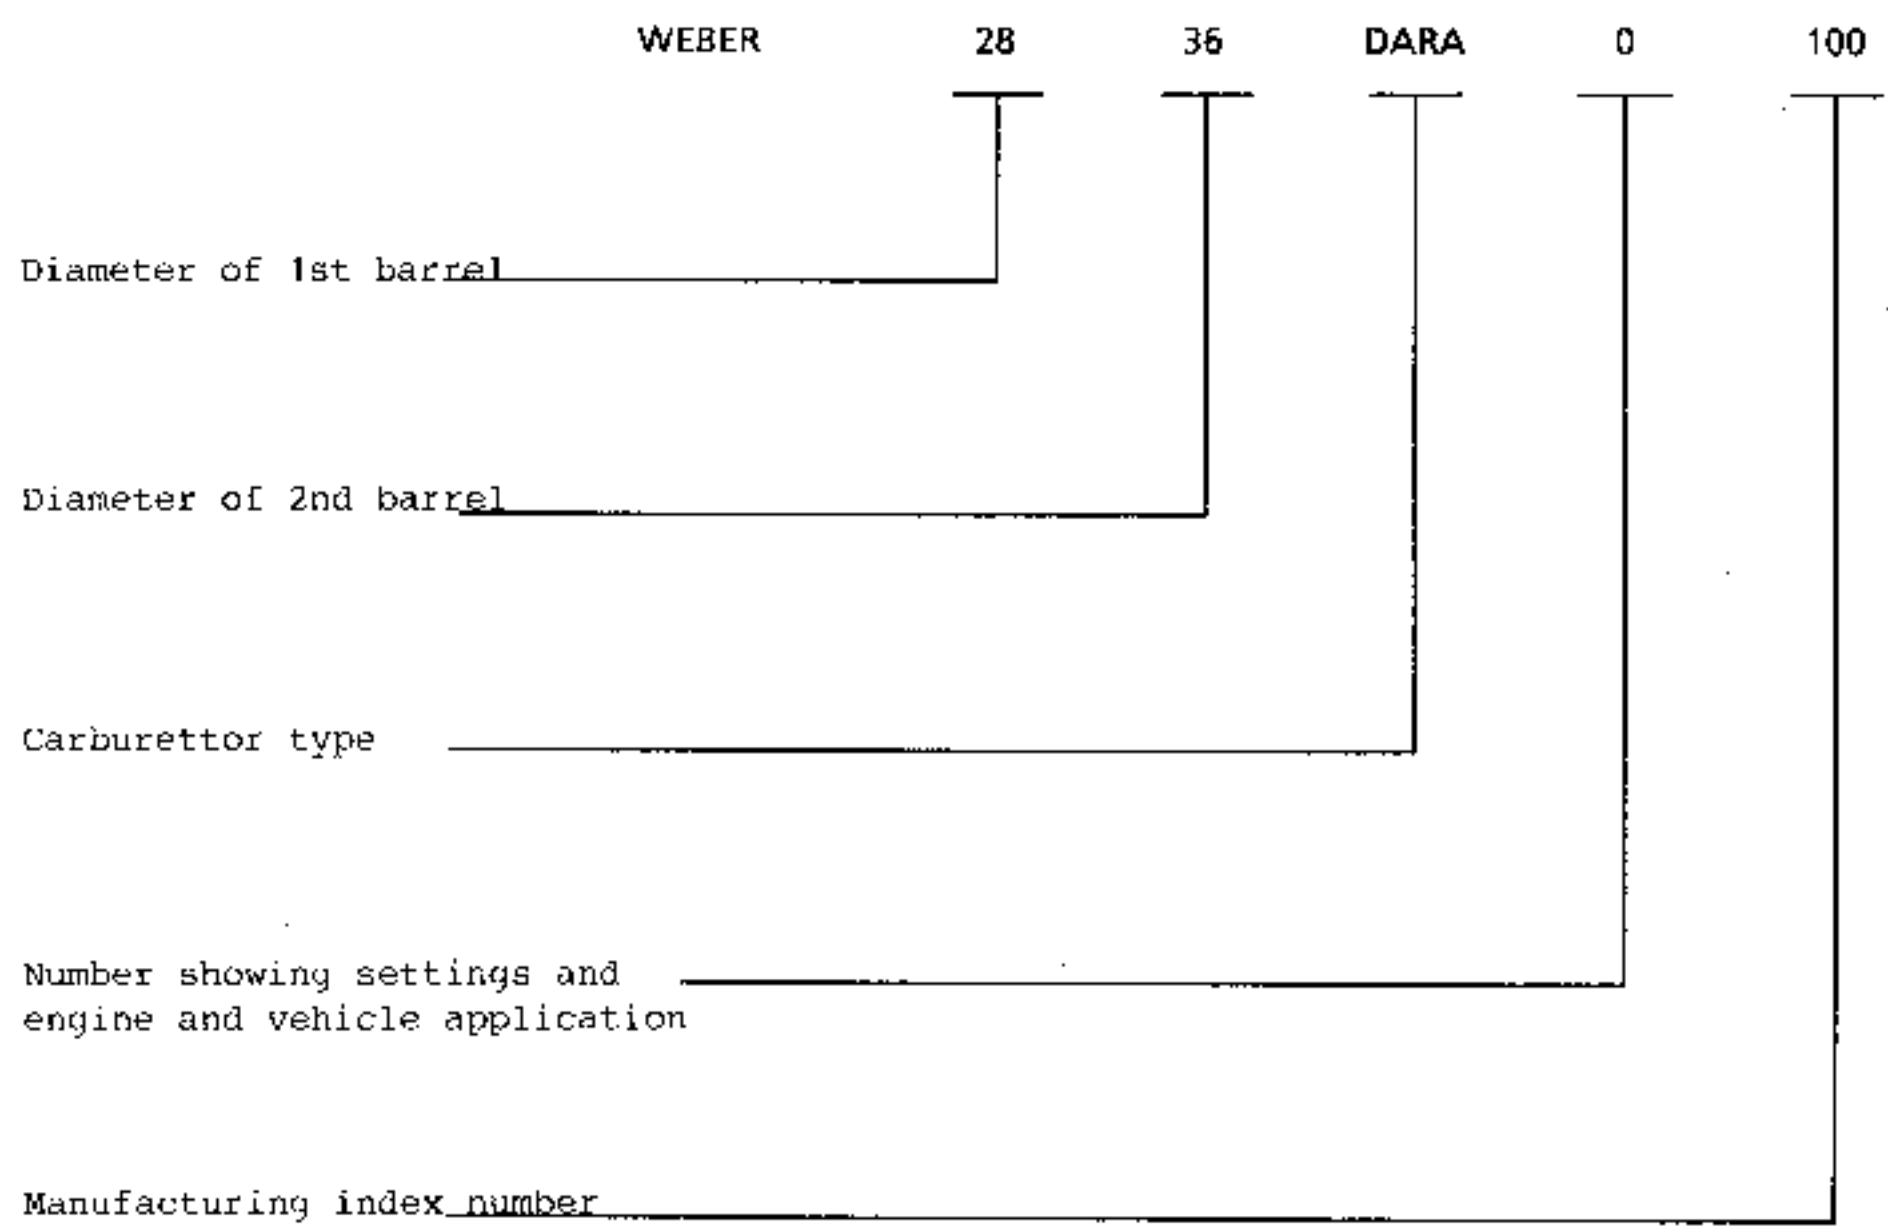 WEBER 28 36 DARA 0 100
Diameter of 1st barrel
Diameter of 2nd barrel
Carburettor type
Number showing settings and
engine and vehicle application
Manufacturing index number